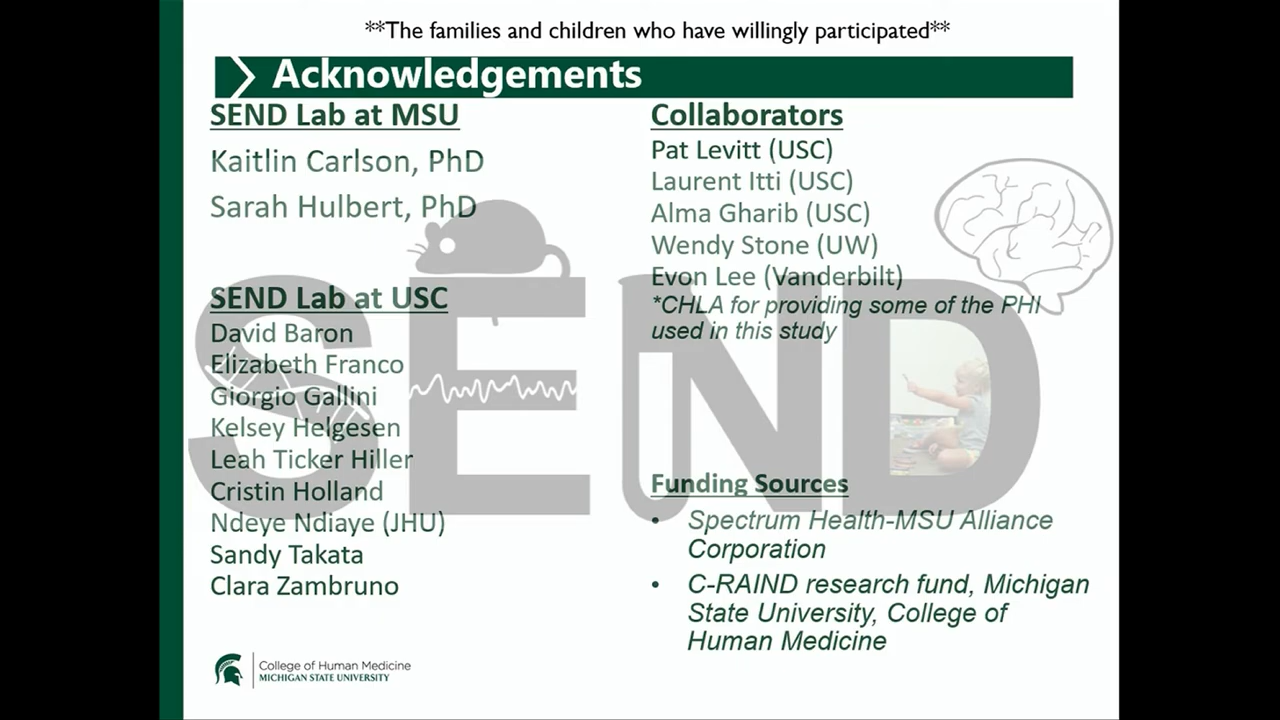 **The families and children who have willingly participated**
Acknowledgements
SEND Lab at MSU
Kaitlin Carlson, PhD
Sarah Hulbert, PhD
SEND Lab at USC
David Baron
Elizabeth Franco
Giorgio Gallini
Kelsey Helgesen
Leah Ticker Hiller
Cristin Holland
Ndeye Ndiaye (JHU)
Sandy Takata
Clara Zambruno
Collaborators
Pat Levitt (USC)
Laurent Itti (USC)
Alma Gharib (USC)
Wendy Stone (UW)
Evon Lee (Vanderbilt)
*CHLA for providing some of the PHI
used in this study
Funding Sources
• Spectrum Health-MSU Alliance
Corporation
• C-RAIND research fund, Michigan
State University, College of
Human Medicine
SEND
College of Human Medicine
MICHIGAN STATE UNIVERSITY